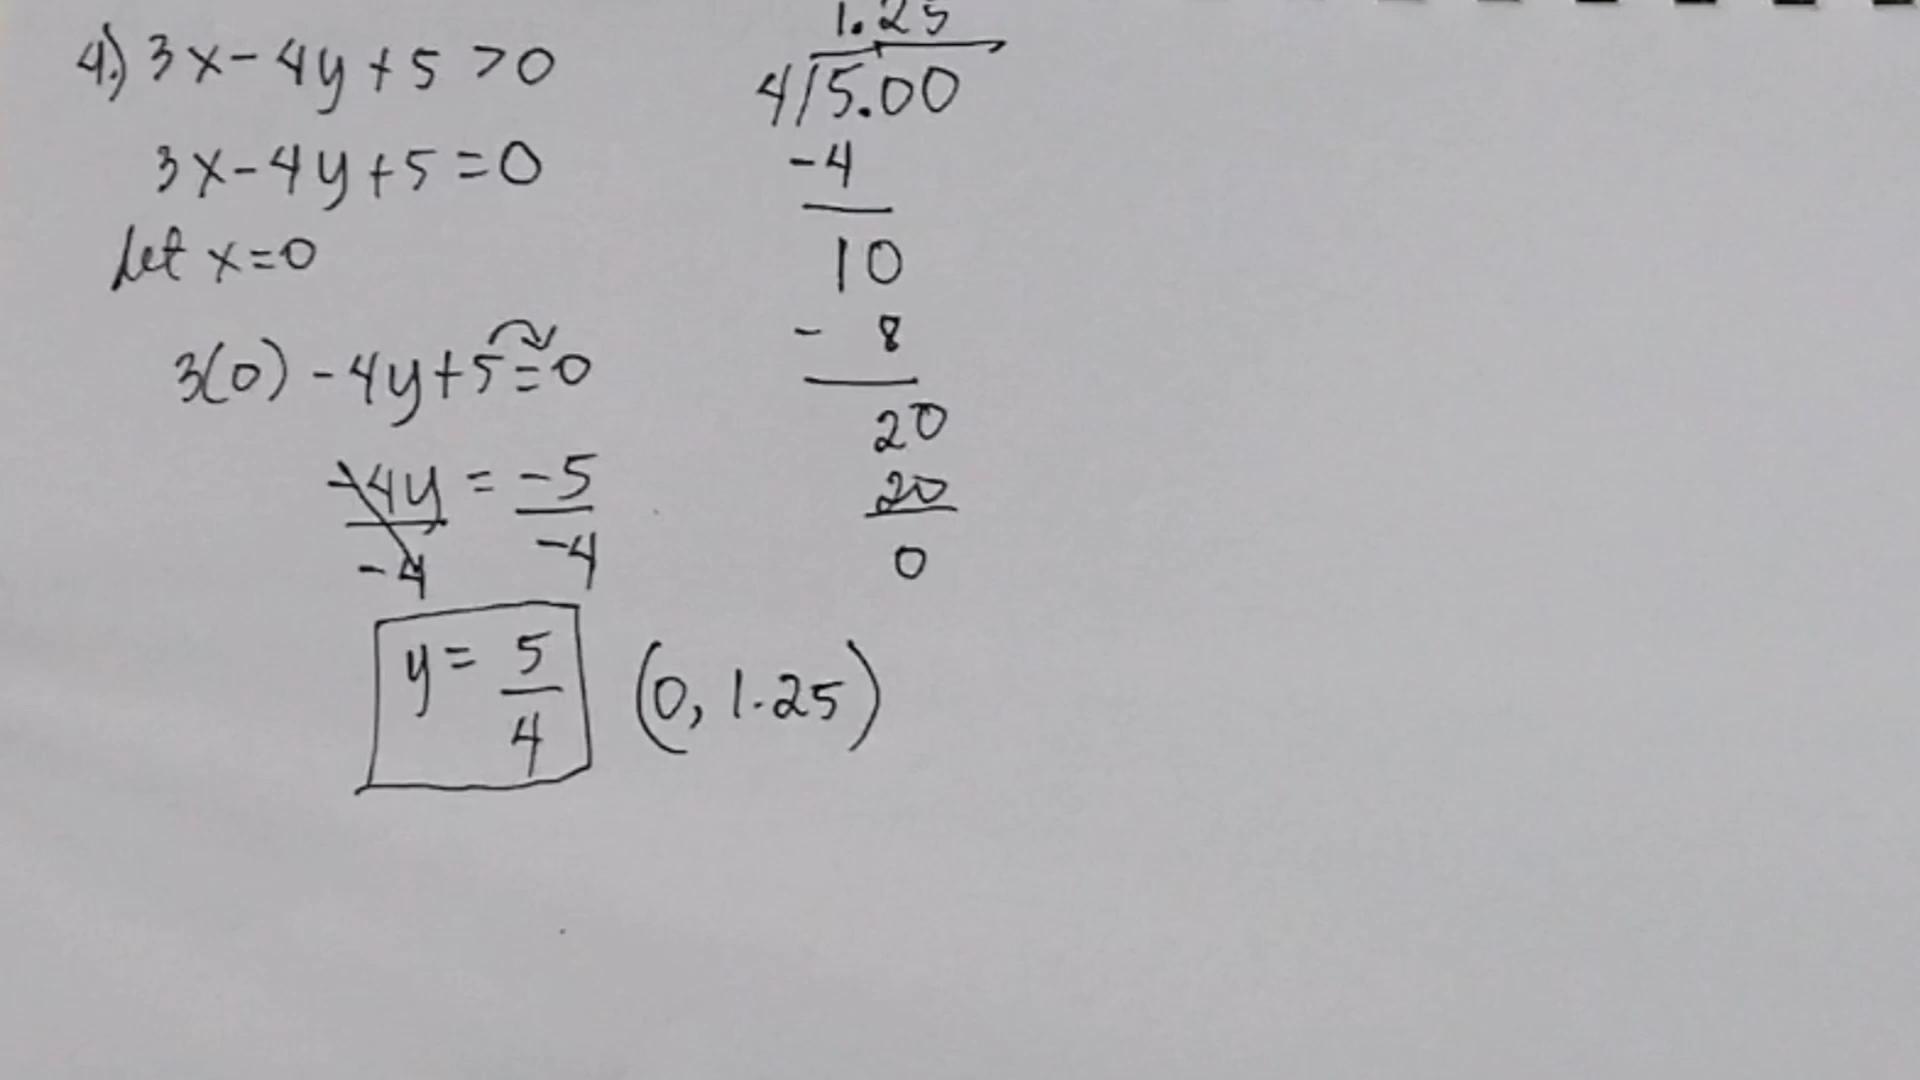 4.) 3x - 4y + 5 > 0
3x - 4y + 5 = 0
let x = 0
3(0) - 4y + 5 = 0
-4y = -5
-4 -4
y = 5/4
(0, 1.25)
1.25
4/5.00
-4
10
- 8
20
20
0